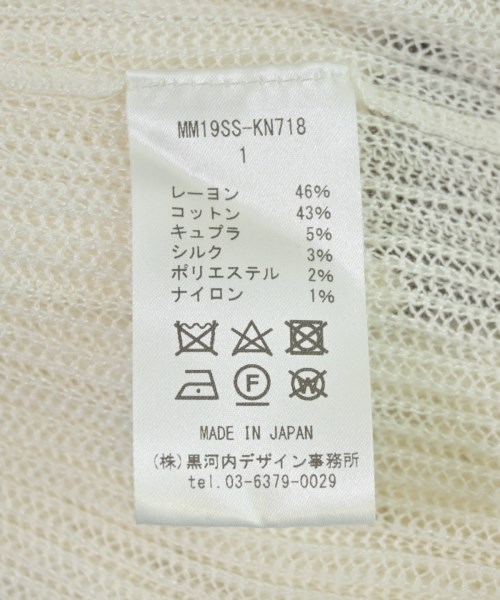 MM19SS-KN718
1
レーヨン 46%
コットン 43%
キュプラ 5%
シルク 3%
ポリエステル 2%
ナイロン 1%
F W
MADE IN JAPAN
(株)黒河内デザイン事務所
tel.03-6379-0029